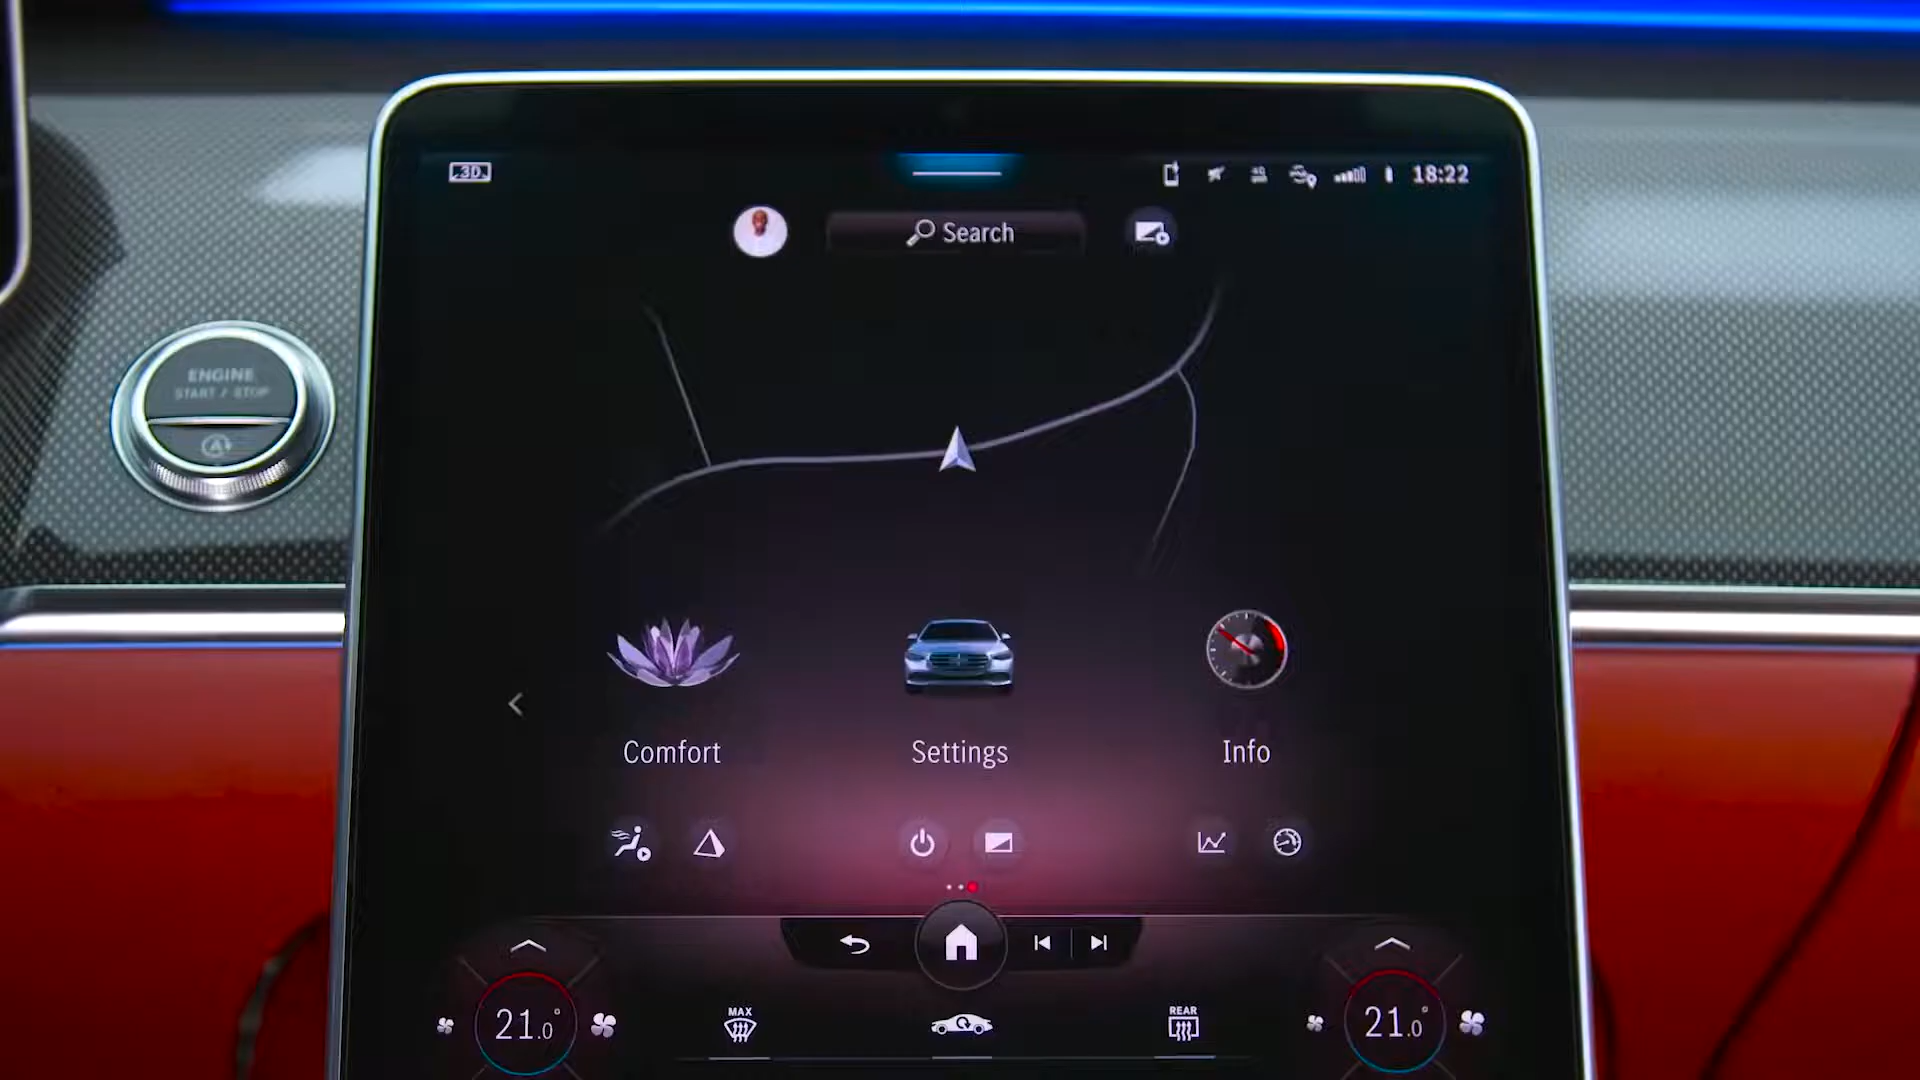 3D
18:22
Search
ENGINE
START / STOP
A
Comfort
Settings
Info
MAX
REAR
21.0°
21.0°